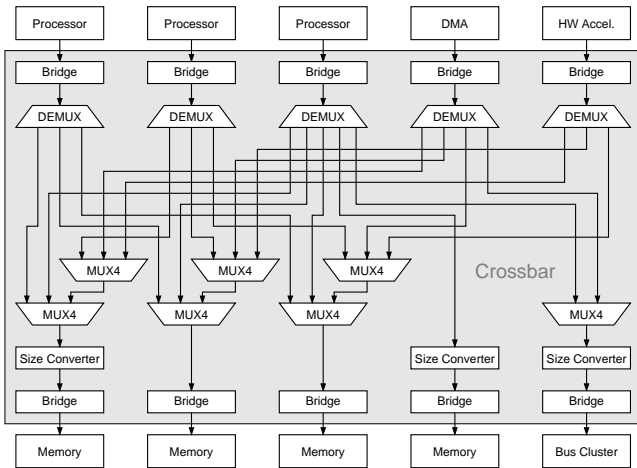 Processor Processor Processor DMA HW Accel.
Bridge Bridge Bridge Bridge Bridge
DEMUX DEMUX DEMUX DEMUX DEMUX
MUX4 MUX4 MUX4
Crossbar
MUX4 MUX4 MUX4 MUX4
Size Converter Size Converter Size Converter
Bridge Bridge Bridge Bridge Bridge
Memory Memory Memory Memory Bus Cluster